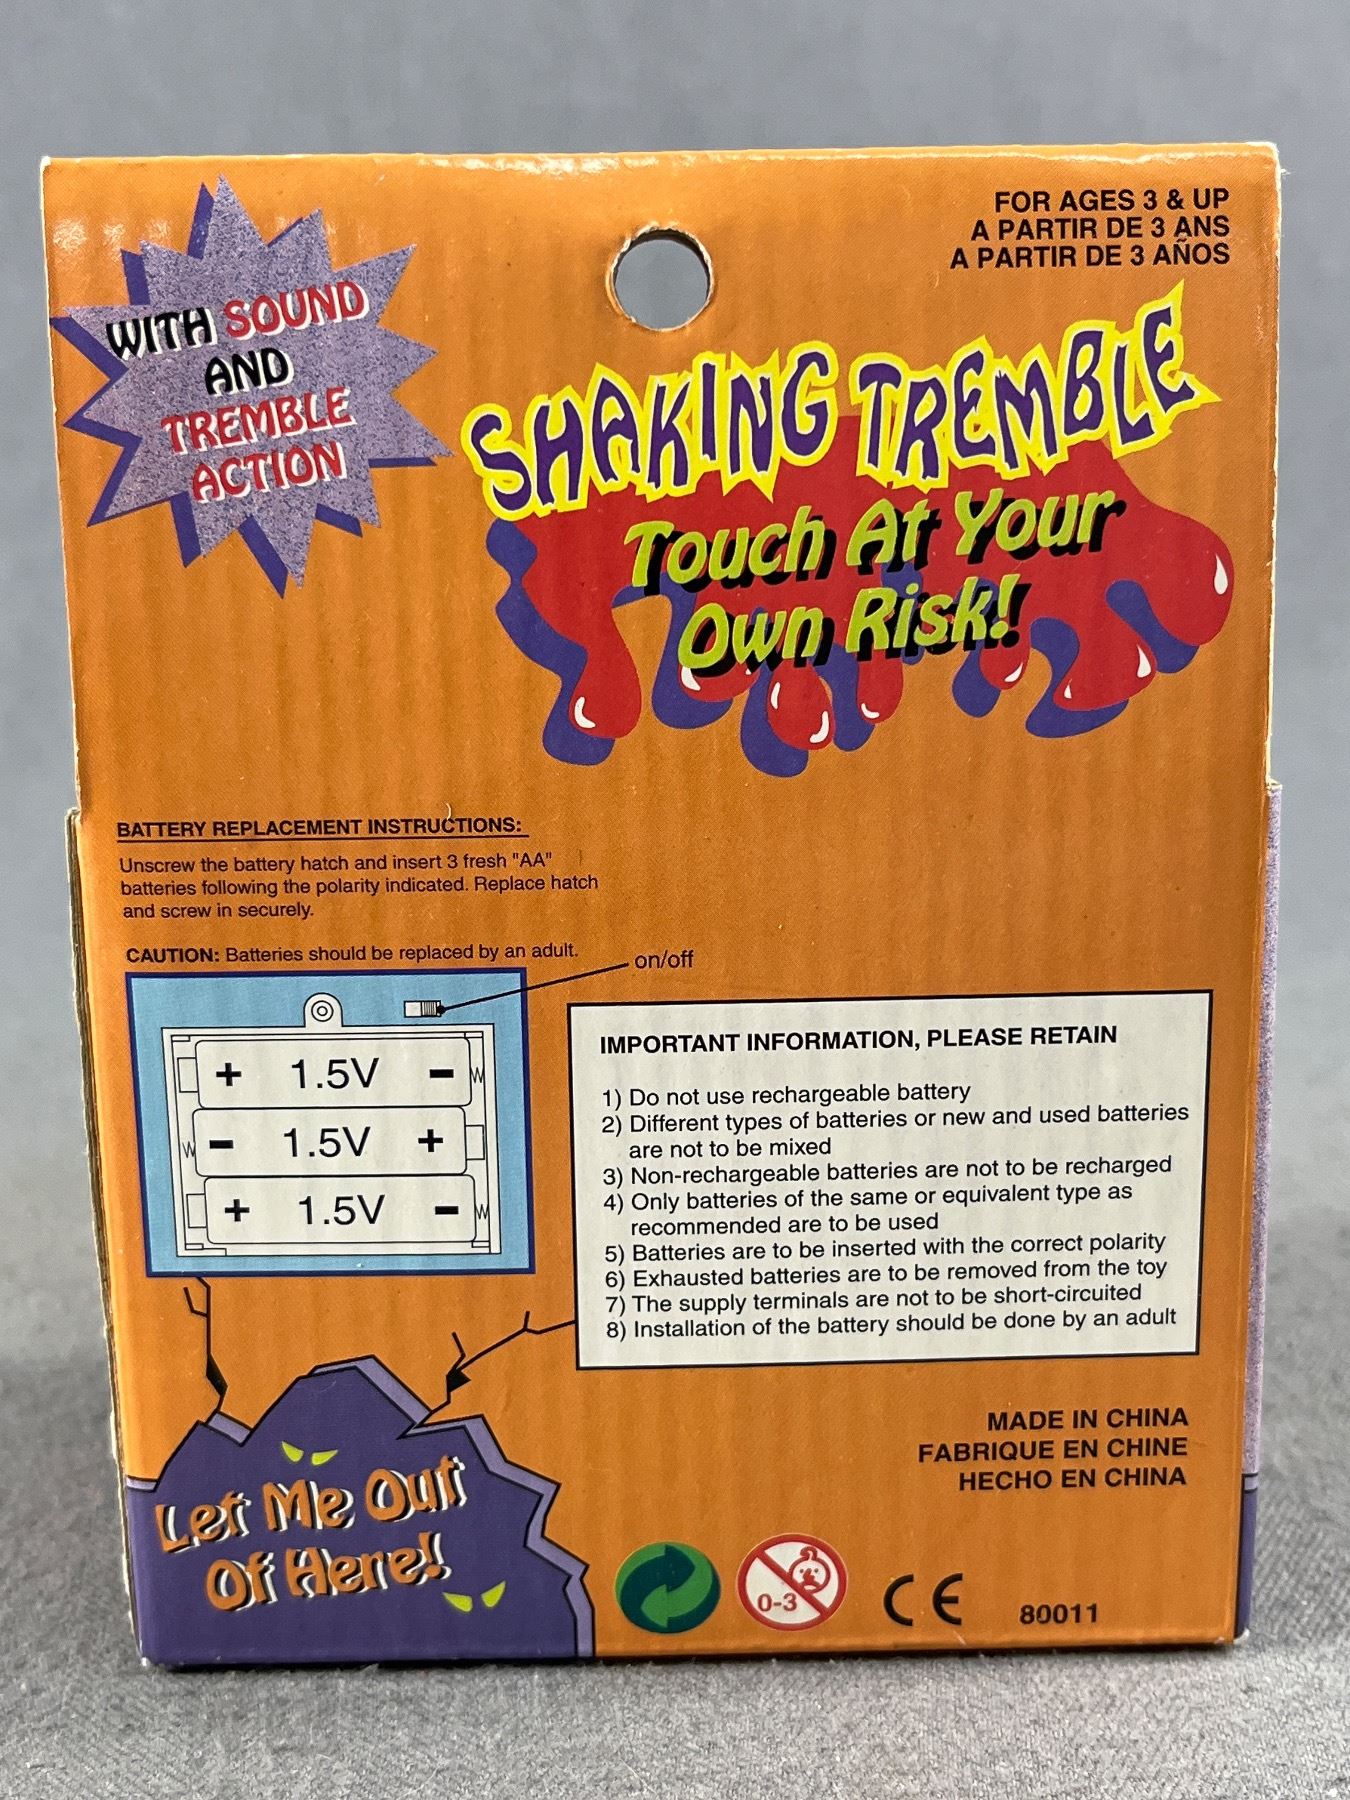 FOR AGES 3 & UP
A PARTIR DE 3 ANS
A PARTIR DE 3 AÑOS
WITH SOUND
AND
TREMBLE
ACTION
SHAKING TREMBLE
Touch At Your
Own Risk!
BATTERY REPLACEMENT INSTRUCTIONS:
Unscrew the battery hatch and insert 3 fresh "AA"
batteries following the polarity indicated. Replace hatch
and screw in securely.
CAUTION: Batteries should be replaced by an adult.
on/off
+ 1.5V -
- 1.5V +
+ 1.5V -
IMPORTANT INFORMATION, PLEASE RETAIN
1) Do not use rechargeable battery
2) Different types of batteries or new and used batteries
are not to be mixed
3) Non-rechargeable batteries are not to be recharged
4) Only batteries of the same or equivalent type as
recommended are to be used
5) Batteries are to be inserted with the correct polarity
6) Exhausted batteries are to be removed from the toy
7) The supply terminals are not to be short-circuited
8) Installation of the battery should be done by an adult
MADE IN CHINA
FABRIQUE EN CHINE
HECHO EN CHINA
Let Me Out
Of Here!
0-3
CE
80011